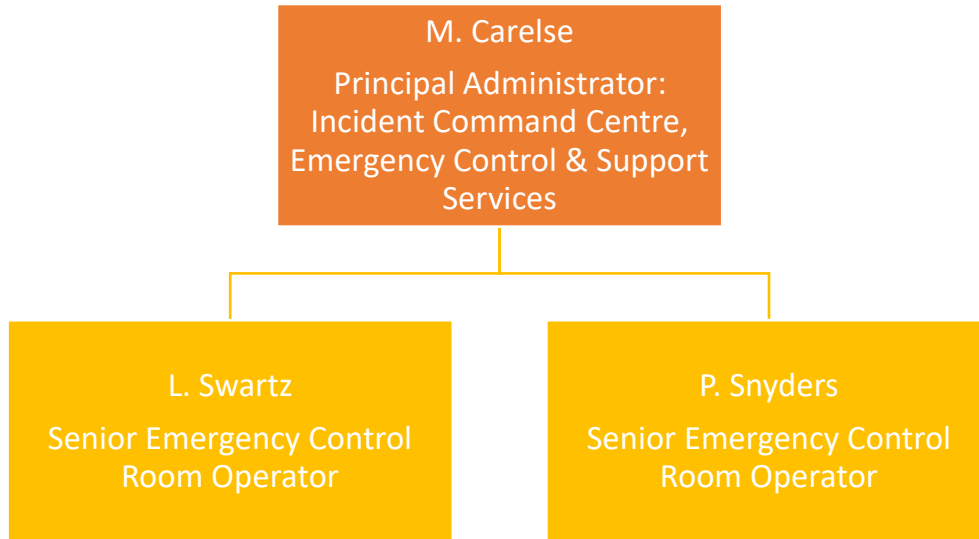 M. Carelse
Principal Administrator:
Incident Command Centre,
Emergency Control & Support
Services
L. Swartz
Senior Emergency Control
Room Operator
P. Snyders
Senior Emergency Control
Room Operator